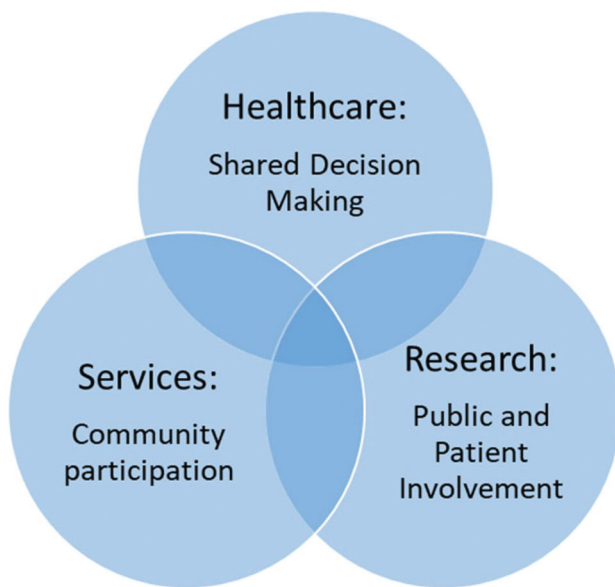 Healthcare:
Shared Decision
Making
Services:
Community
participation
Research:
Public and
Patient
Involvement